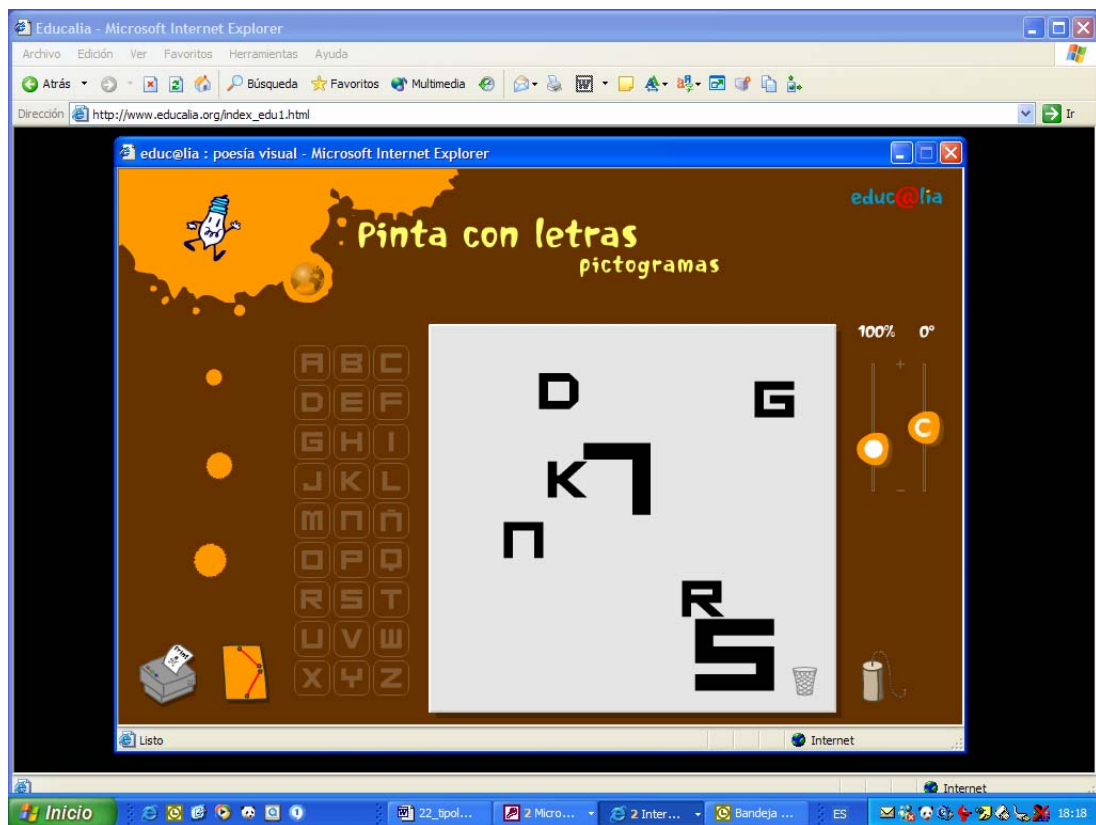 Educalia - Microsoft Internet Explorer
Archivo Edición Ver Favoritos Herramientas Ayuda
Atrás Búsqueda Favoritos Multimedia
Dirección http://www.educalia.org/index_edu1.html Ir
educ@lia : poesía visual - Microsoft Internet Explorer
educ@lia
Pinta con letras
pictogramas
100% 0°
A B C
D E F
G H I
J K L
M N Ñ
O P Q
R S T
U V W
X Y Z
D
G
K
N
R
S
C
Print
Listo Internet
Internet
Inicio 22_tipol... 2 Micro... 2 Inter... Bandeja ... ES 18:18